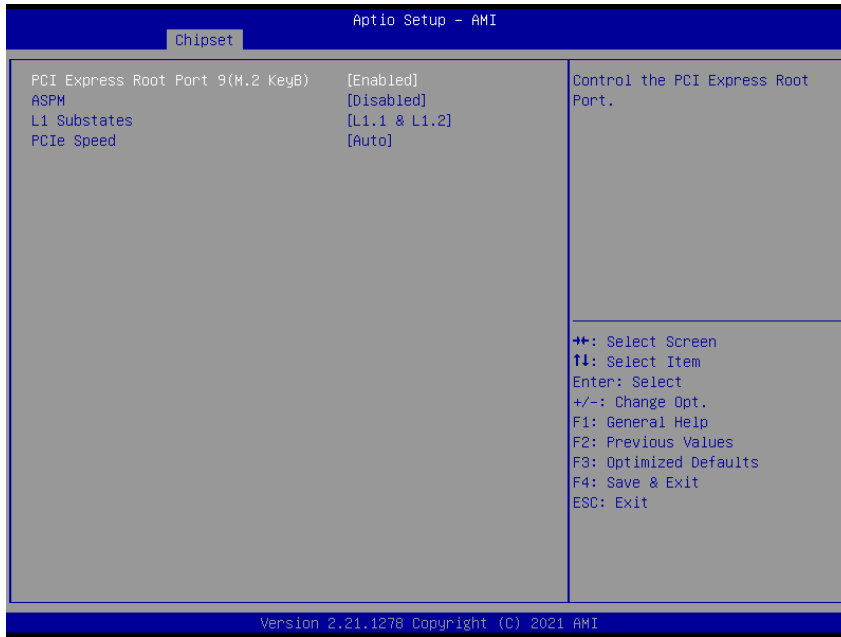 Aptio Setup – AMI
Chipset
PCI Express Root Port 9(M.2 KeyB) [Enabled]
ASPM [Disabled]
L1 Substates [L1.1 & L1.2]
PCIe Speed [Auto]
Control the PCI Express Root
Port.
→←: Select Screen
↑↓: Select Item
Enter: Select
+/-: Change Opt.
F1: General Help
F2: Previous Values
F3: Optimized Defaults
F4: Save & Exit
ESC: Exit
Version 2.21.1278 Copyright (C) 2021 AMI